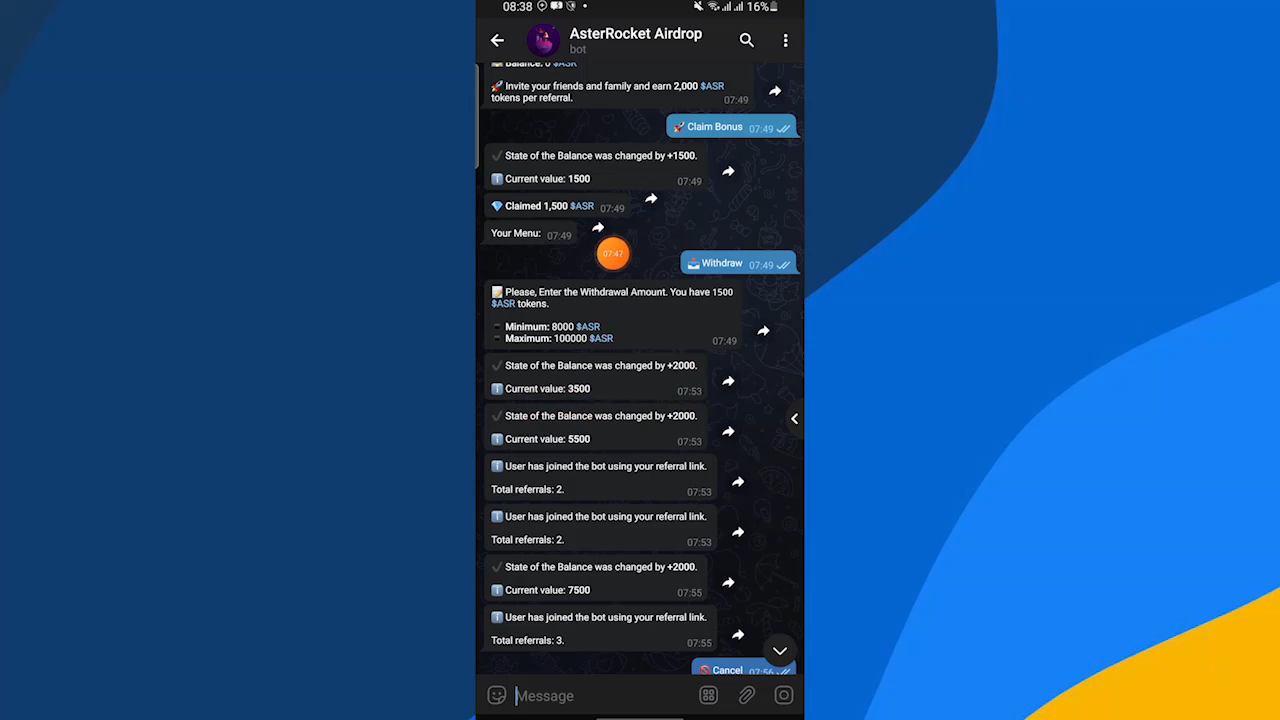 08:38
16%
AsterRocket Airdrop
bot
Balance: 0 $ASR
🚀 Invite your friends and family and earn 2,000 $ASR
tokens per referral.
07:49
🚀 Claim Bonus 07:49
✔️ State of the Balance was changed by +1500.
ℹ️ Current value: 1500
07:49
💎 Claimed 1,500 $ASR 07:49
Your Menu: 07:49
07:47
📥 Withdraw 07:49
📝 Please, Enter the Withdrawal Amount. You have 1500
$ASR tokens.
▪️ Minimum: 8000 $ASR
▪️ Maximum: 100000 $ASR
07:49
✔️ State of the Balance was changed by +2000.
ℹ️ Current value: 3500
07:53
✔️ State of the Balance was changed by +2000.
ℹ️ Current value: 5500
07:53
ℹ️ User has joined the bot using your referral link.
Total referrals: 2.
07:53
ℹ️ User has joined the bot using your referral link.
Total referrals: 2.
07:53
✔️ State of the Balance was changed by +2000.
ℹ️ Current value: 7500
07:55
ℹ️ User has joined the bot using your referral link.
Total referrals: 3.
07:55
🚫 Cancel 07:56
Message